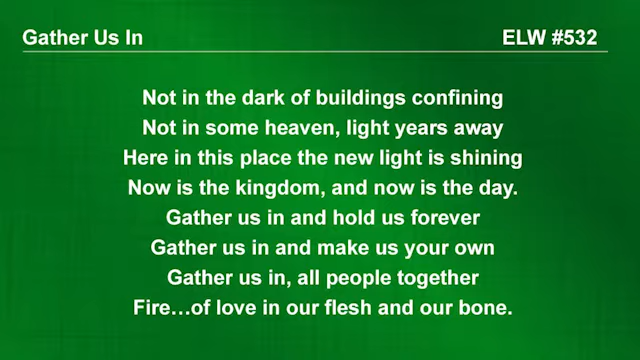 Gather Us In
ELW #532
Not in the dark of buildings confining
Not in some heaven, light years away
Here in this place the new light is shining
Now is the kingdom, and now is the day.
Gather us in and hold us forever
Gather us in and make us your own
Gather us in, all people together
Fire…of love in our flesh and our bone.